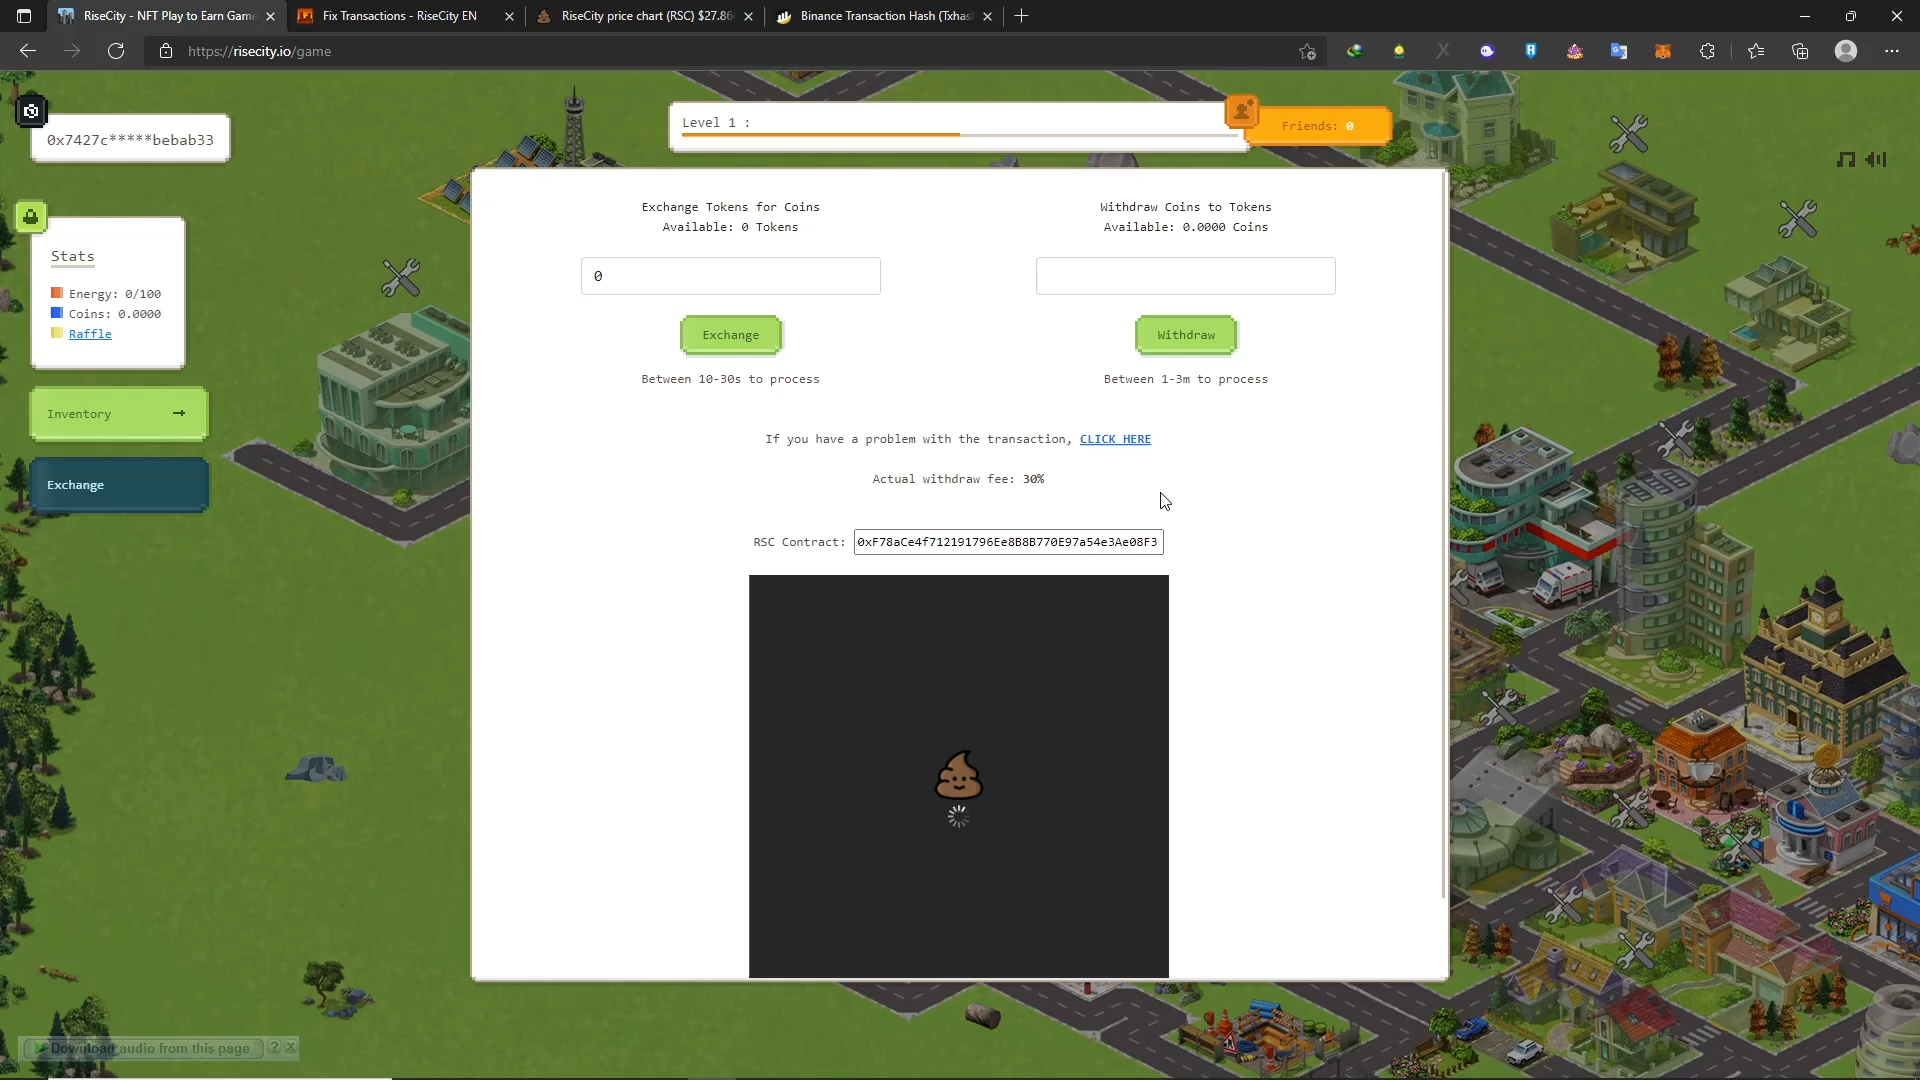 RiseCity - NFT Play to Earn Game
Fix Transactions - RiseCity EN
RiseCity price chart (RSC) $27.86
Binance Transaction Hash (Txhas
https://risecity.io/game
0x7427c*****bebab33
Level 1 :
Friends: 0
Stats
Energy: 0/100
Coins: 0.0000
Raffle
Inventory →
Exchange
Exchange Tokens for Coins
Available: 0 Tokens
0
Exchange
Between 10-30s to process
Withdraw Coins to Tokens
Available: 0.0000 Coins
Withdraw
Between 1-3m to process
If you have a problem with the transaction, CLICK HERE
Actual withdraw fee: 30%
RSC Contract: 0xF78aCe4f712191796Ee8B8B770E97a54e3Ae08F3
Download audio from this page ? X